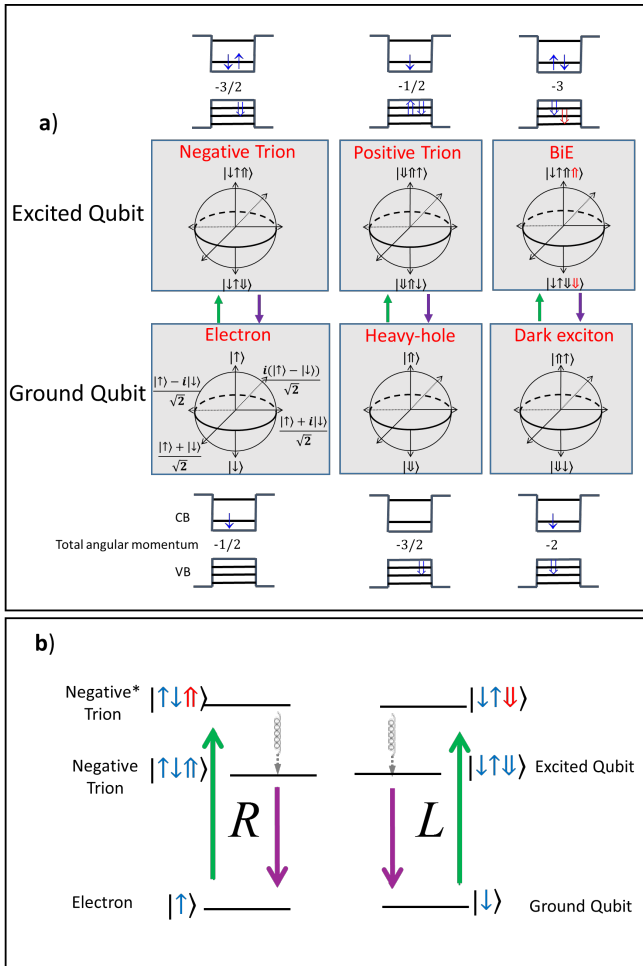 -3/2 -1/2 -3
a)
Negative Trion Positive Trion BiE
|↓↑⇑⟩ |⇓⇑↑⟩ |↓↑⇑⇑⟩
Excited Qubit
|↓↑⇓⟩ |⇓⇑↓⟩ |↓↑⇓⇓⟩
Electron Heavy-hole Dark exciton
|↑⟩ |⇑⟩ |⇑↑⟩
|↑⟩ − i|↓⟩ / √2 i(|↑⟩ − |↓⟩) / √2
Ground Qubit
|↑⟩ + |↓⟩ / √2 |↑⟩ + i|↓⟩ / √2
|↓⟩ |⇓⟩ |⇓↓⟩
CB
Total angular momentum -1/2 -3/2 -2
VB
b)
Negative* Trion |↑↓⇑⟩ |↓↑⇓⟩
Negative Trion |↑↓⇑⟩ |↓↑⇓⟩ Excited Qubit
R L
Electron |↑⟩ |↓⟩ Ground Qubit